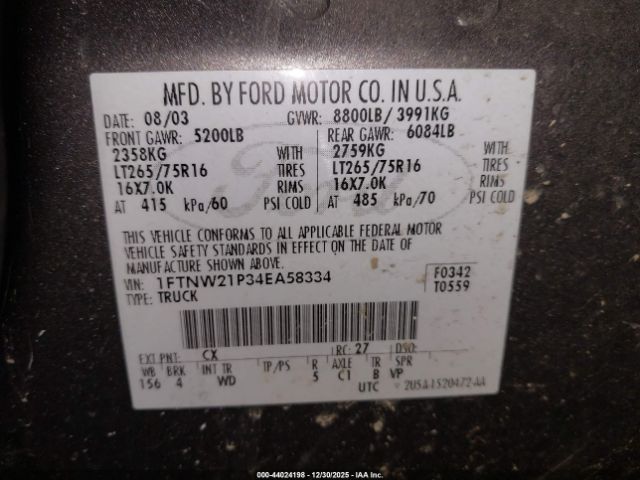 MFD. BY FORD MOTOR CO. IN U.S.A.
DATE: 08/03 GVWR: 8800LB/ 3991KG
FRONT GAWR: 5200LB REAR GAWR: 6084LB
2358KG WITH 2759KG WITH
LT265/75R16 TIRES LT265/75R16 TIRES
16X7.0K RIMS 16X7.0K RIMS
AT 415 kPa/60 PSI COLD AT 485 kPa/70 PSI COLD
THIS VEHICLE CONFORMS TO ALL APPLICABLE FEDERAL MOTOR
VEHICLE SAFETY STANDARDS IN EFFECT ON THE DATE OF
MANUFACTURE SHOWN ABOVE.
VIN: 1FTNW21P34EA58334 F0342
TYPE: TRUCK T0559
EXT PNT: CX RC: 27 DSO:
WB BRK INT TR TP/PS R AXLE TR SPR
156 4 WD 5 C1 B VP
UTC 2U5A-1520472-AA
Ford
000-44024198 - 12/30/2025 - IAA Inc.